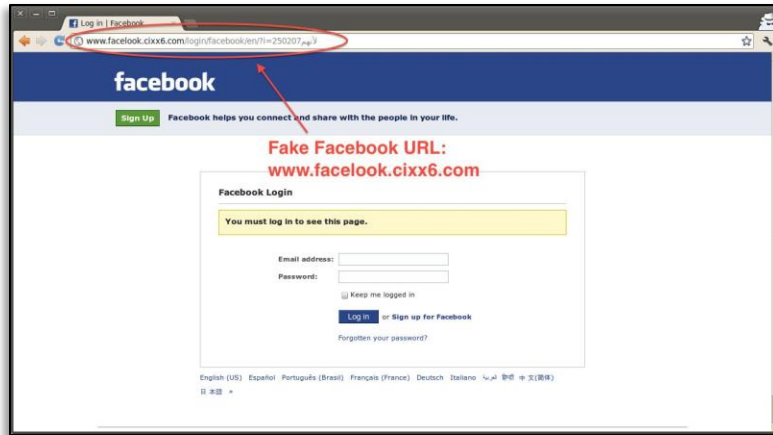 Log in | Facebook
www.facelook.cixx6.com/login/facebook/en/?i=250207لأنهم
facebook
Sign Up Facebook helps you connect and share with the people in your life.
Fake Facebook URL:
www.facelook.cixx6.com
Facebook Login
You must log in to see this page.
Email address:
Password:
Keep me logged in
Log in or Sign up for Facebook
Forgotten your password?
English (US) Español Português (Brasil) Français (France) Deutsch Italiano العربية हिन्दी 中文(简体)
日本語 »